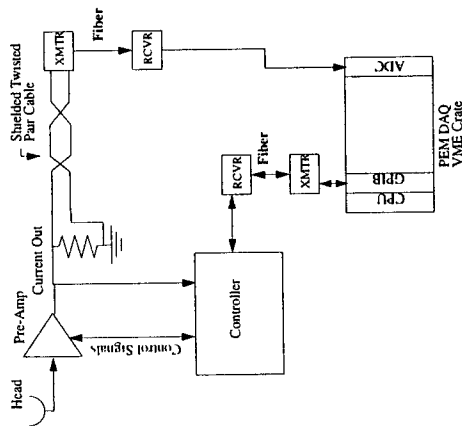 Head
Pre-Amp
Current Out
Shielded Twisted
Pair Cable
XMTR
Fiber
RCVR
Control Signals
Controller
RCVR
Fiber
XMTR
CPU
GPIB
ADC
PEM DAQ
VME Crate